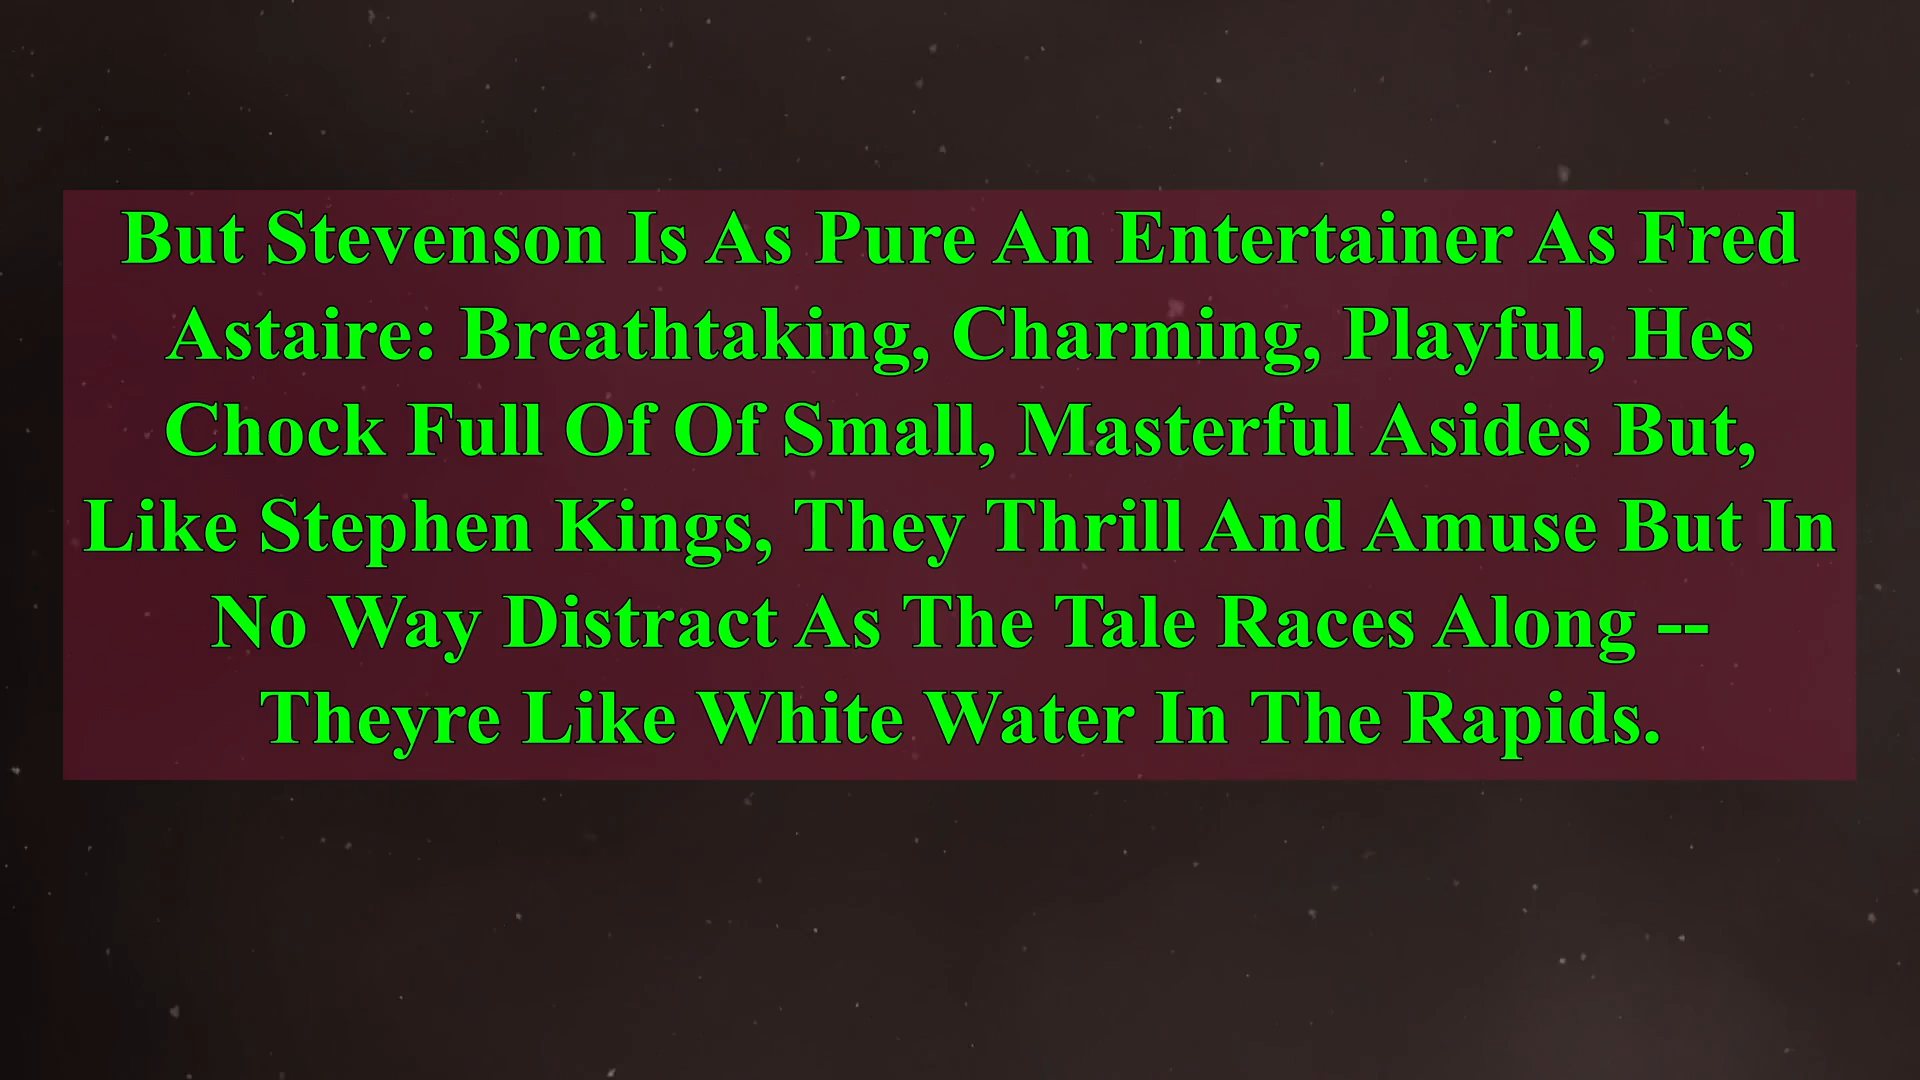 But Stevenson Is As Pure An Entertainer As Fred
Astaire: Breathtaking, Charming, Playful, Hes
Chock Full Of Of Small, Masterful Asides But,
Like Stephen Kings, They Thrill And Amuse But In
No Way Distract As The Tale Races Along --
Theyre Like White Water In The Rapids.